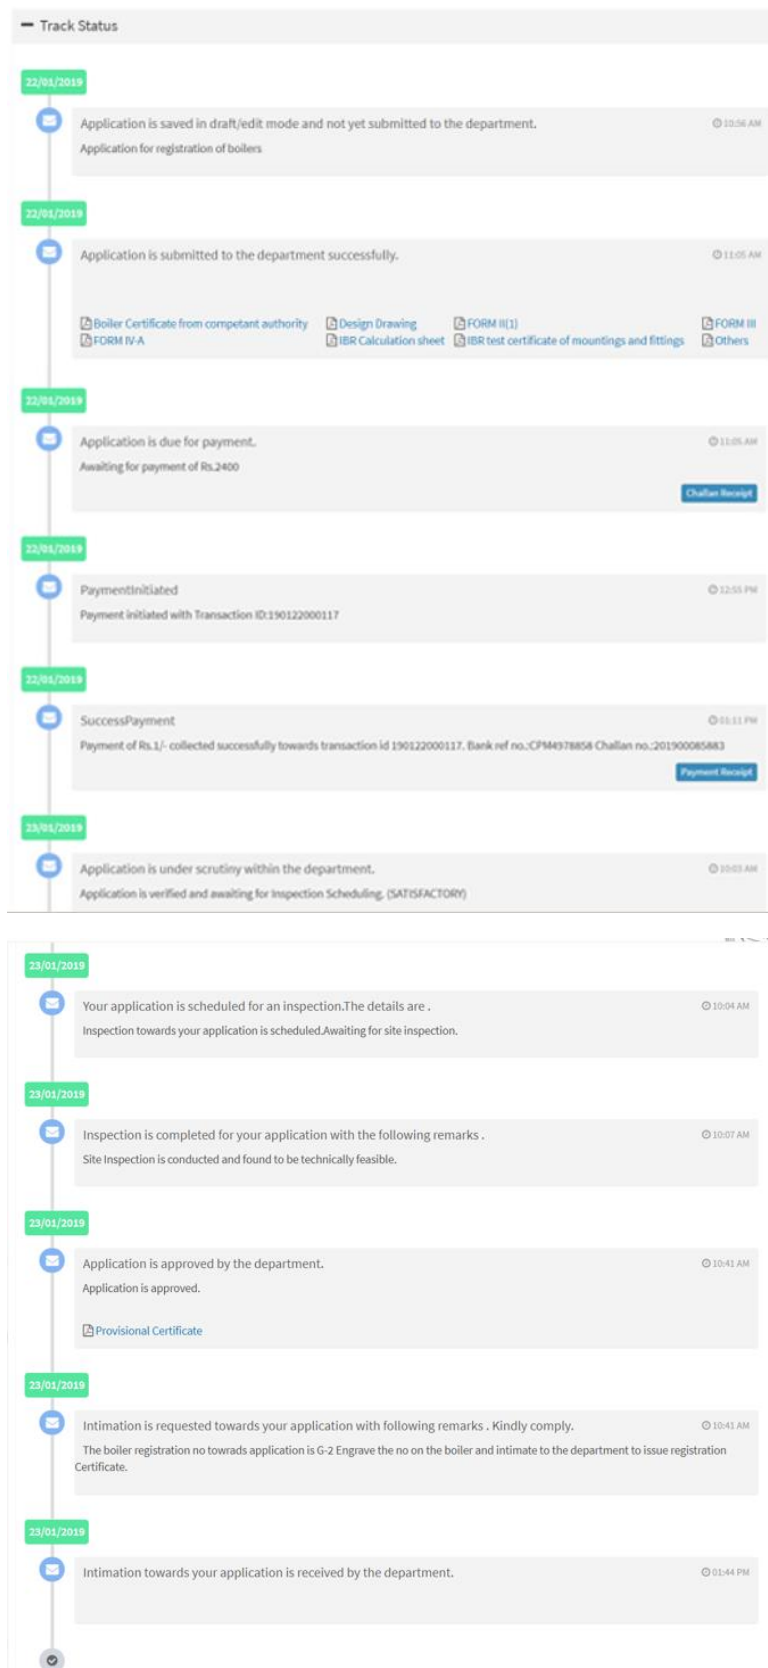 Track Status
22/01/2019
Application is saved in draft/edit mode and not yet submitted to the department.
10:56 AM
Application for registration of boilers
22/01/2019
Application is submitted to the department successfully.
11:05 AM
Boiler Certificate from competant authority Design Drawing FORM II(1) FORM III
FORM IV-A IBR Calculation sheet IBR test certificate of mountings and fittings Others
22/01/2019
Application is due for payment.
11:05 AM
Awaiting for payment of Rs.2400
Challan Receipt
22/01/2019
PaymentInitiated
12:55 PM
Payment initiated with Transaction ID:190122000117
22/01/2019
SuccessPayment
01:11 PM
Payment of Rs.1/- collected successfully towards transaction id 190122000117. Bank ref no.:CPM4978858 Challan no.:201900085883
Payment Receipt
23/01/2019
Application is under scrutiny within the department.
10:03 AM
Application is verified and awaiting for Inspection Scheduling. (SATISFACTORY)
23/01/2019
Your application is scheduled for an inspection.The details are .
10:04 AM
Inspection towards your application is scheduled.Awaiting for site inspection.
23/01/2019
Inspection is completed for your application with the following remarks .
10:07 AM
Site Inspection is conducted and found to be technically feasible.
23/01/2019
Application is approved by the department.
10:41 AM
Application is approved.
Provisional Certificate
23/01/2019
Intimation is requested towards your application with following remarks . Kindly comply.
10:41 AM
The boiler registration no towrads application is G-2 Engrave the no on the boiler and intimate to the department to issue registration
Certificate.
23/01/2019
Intimation towards your application is received by the department.
01:44 PM